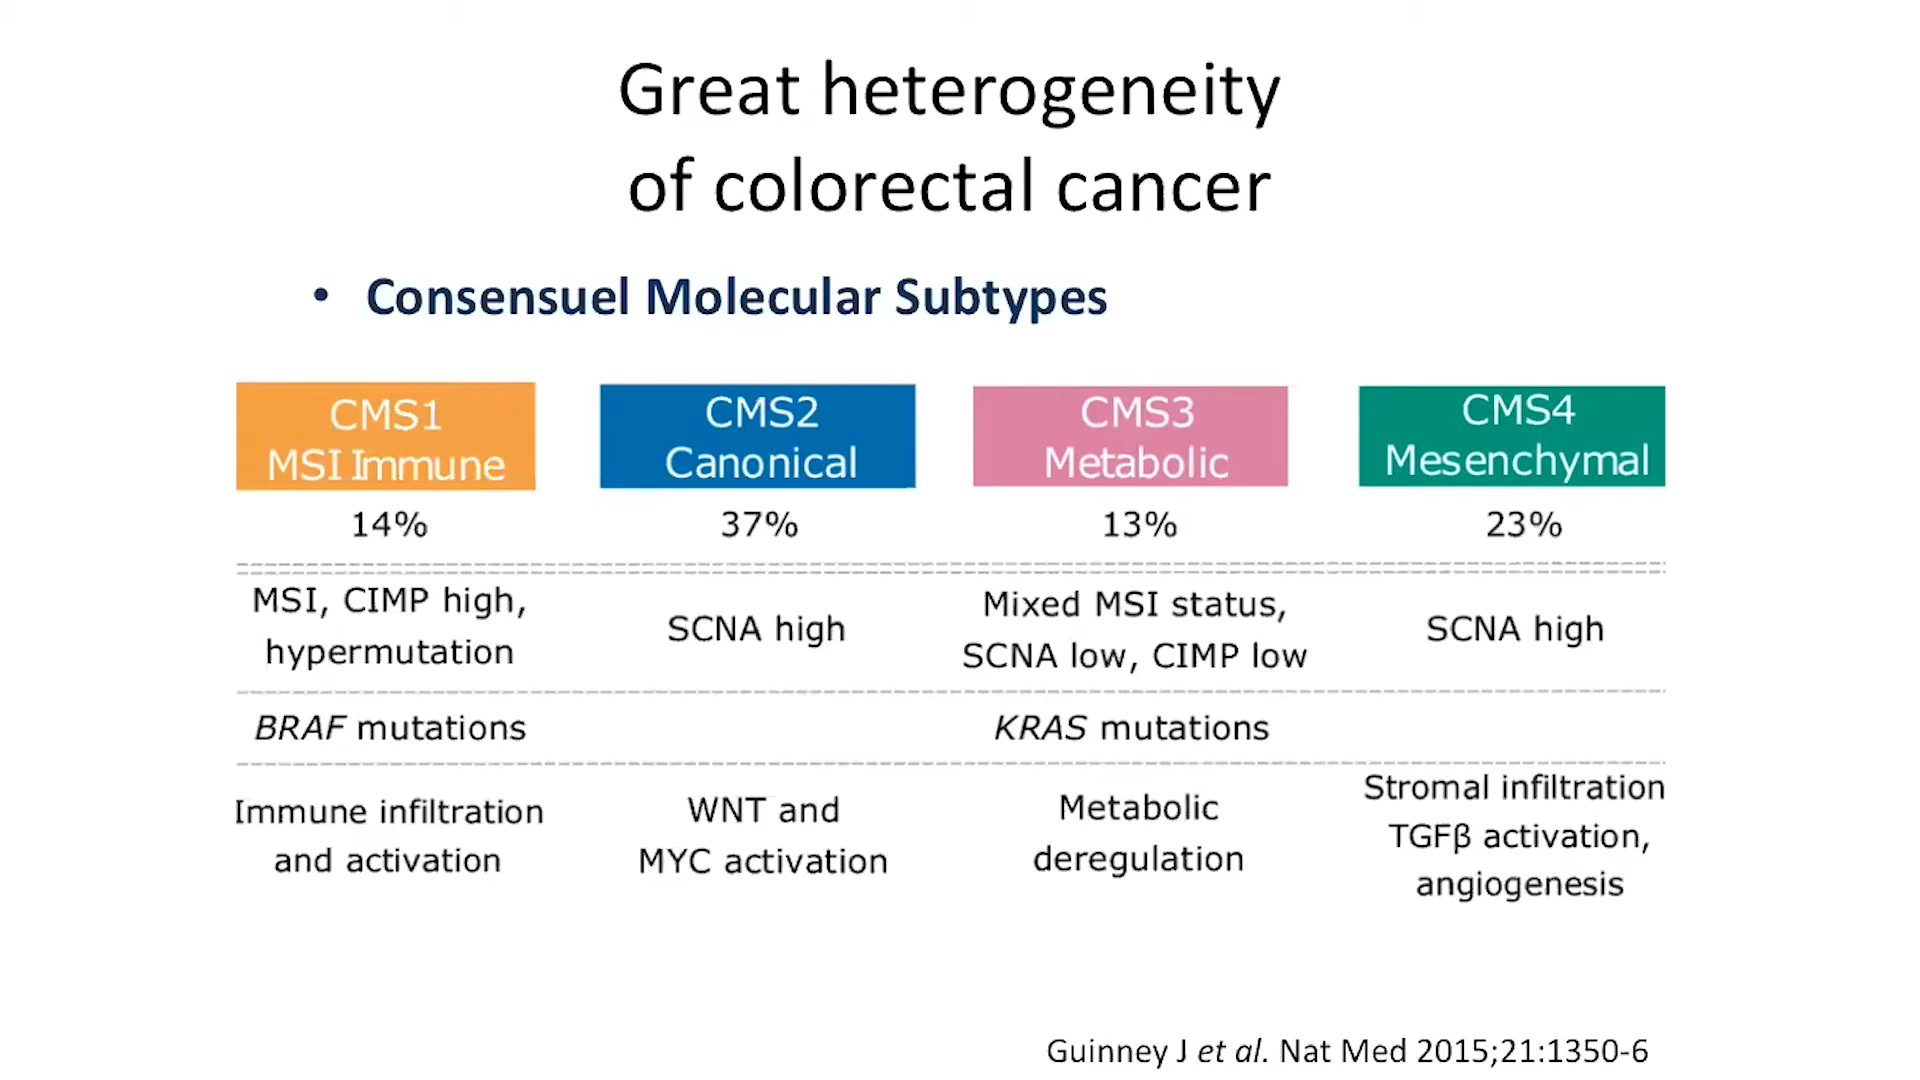 Great heterogeneity
of colorectal cancer
• Consensuel Molecular Subtypes
CMS1
MSI Immune
CMS2
Canonical
CMS3
Metabolic
CMS4
Mesenchymal
14%
37%
13%
23%
MSI, CIMP high,
hypermutation
SCNA high
Mixed MSI status,
SCNA low, CIMP low
SCNA high
BRAF mutations
KRAS mutations
Immune infiltration
and activation
WNT and
MYC activation
Metabolic
deregulation
Stromal infiltration
TGFβ activation,
angiogenesis
Guinney J et al. Nat Med 2015;21:1350-6